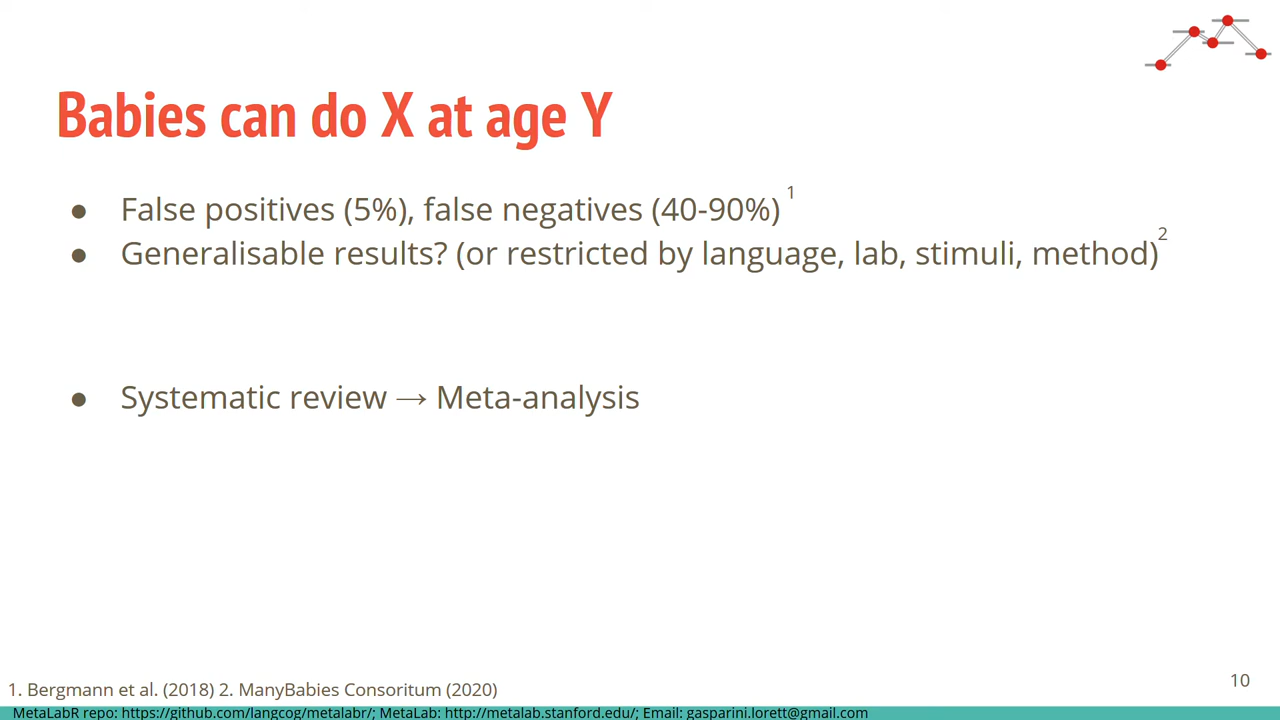 Babies can do X at age Y
● False positives (5%), false negatives (40-90%) 1
● Generalisable results? (or restricted by language, lab, stimuli, method) 2
● Systematic review → Meta-analysis
10
1. Bergmann et al. (2018) 2. ManyBabies Consoritum (2020)
MetaLabR repo: https://github.com/langcog/metalabr/; MetaLab: http://metalab.stanford.edu/; Email: gasparini.lorett@gmail.com